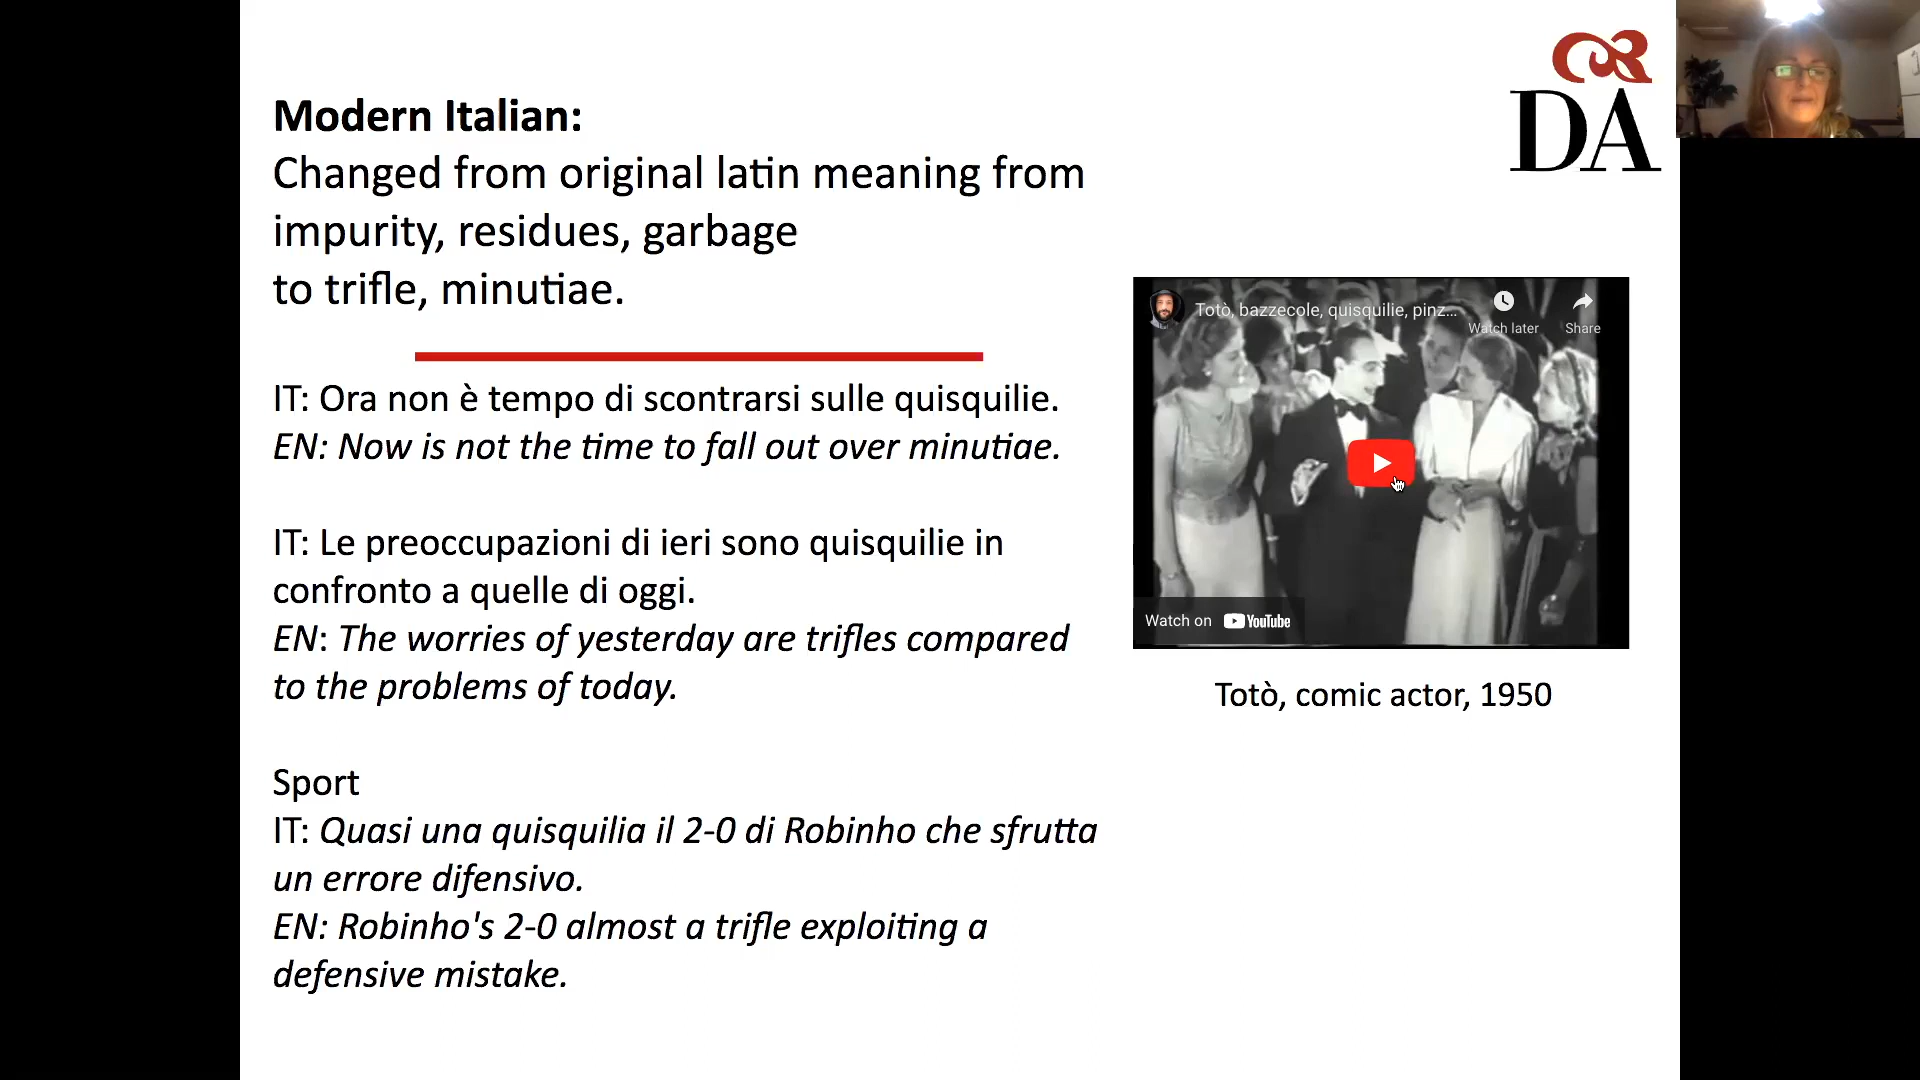 Modern Italian:
Changed from original latin meaning from
impurity, residues, garbage
to trifle, minutiae.
IT: Ora non è tempo di scontrarsi sulle quisquilie.
EN: Now is not the time to fall out over minutiae.
IT: Le preoccupazioni di ieri sono quisquilie in
confronto a quelle di oggi.
EN: The worries of yesterday are trifles compared
to the problems of today.
Sport
IT: Quasi una quisquilia il 2-0 di Robinho che sfrutta
un errore difensivo.
EN: Robinho's 2-0 almost a trifle exploiting a
defensive mistake.
DA
Totò, bazzecole, quisquilie, pinz...
Watch later
Share
Watch on YouTube
Totò, comic actor, 1950